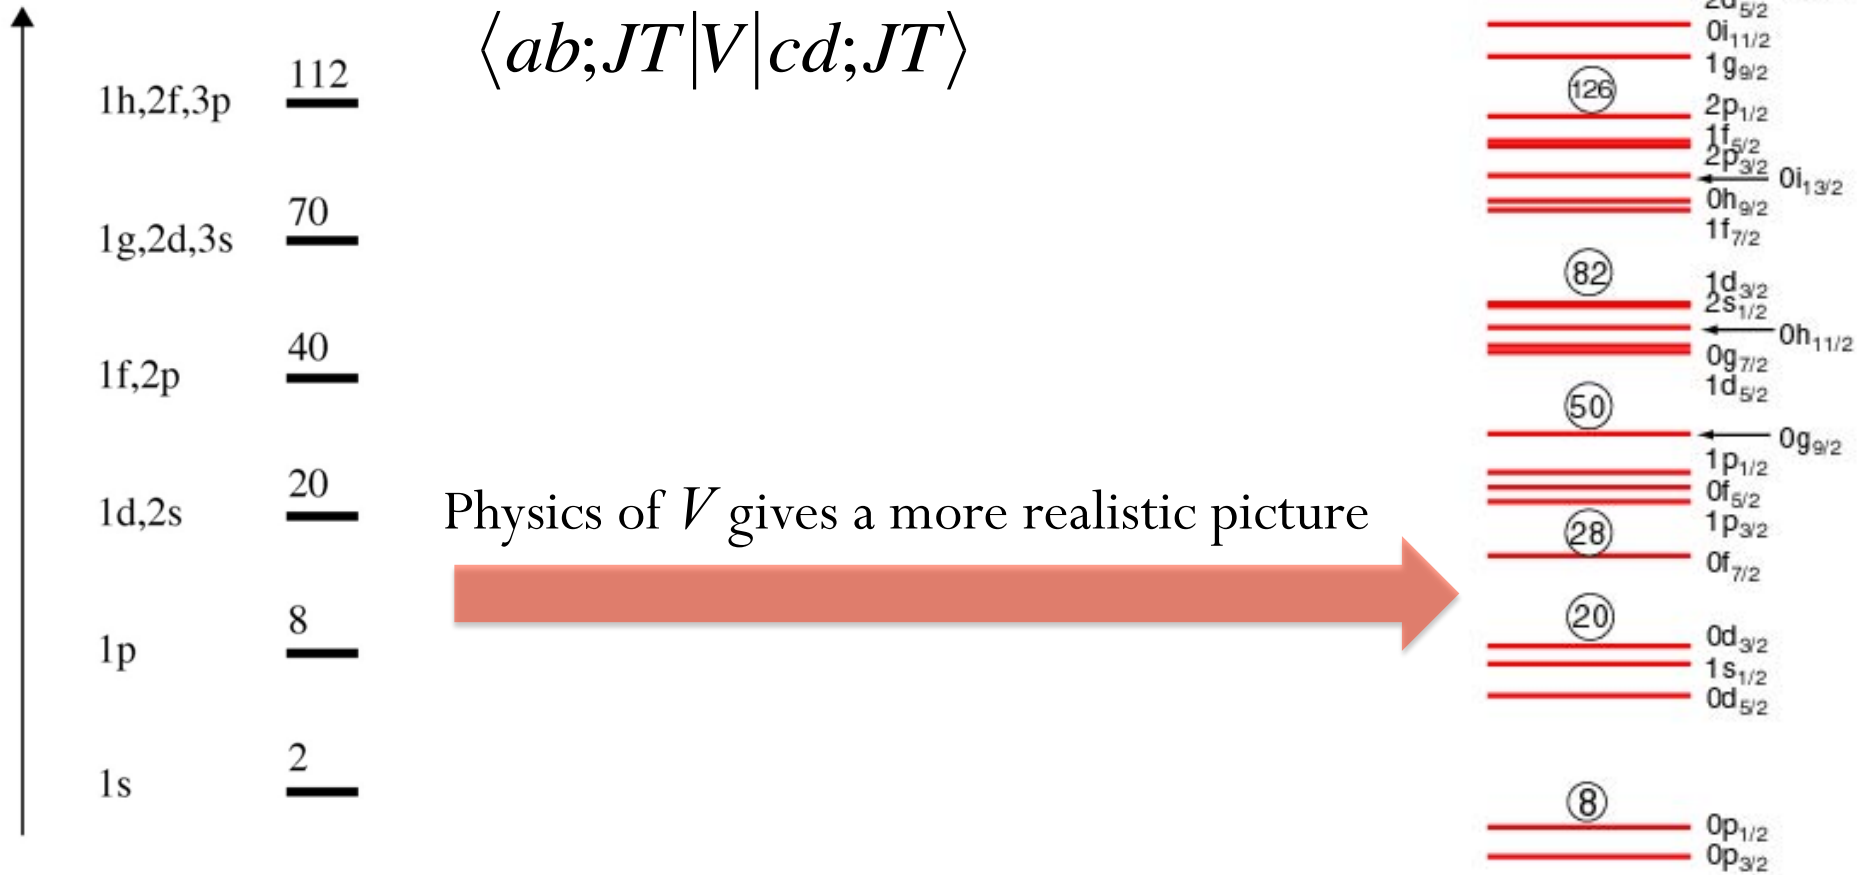 ⟨ab;JT|V|cd;JT⟩
112
1h,2f,3p
70
1g,2d,3s
40
1f,2p
20
1d,2s
8
1p
2
1s
Physics of V gives a more realistic picture
2d5/2
0i11/2
1g9/2
126
2p1/2
1f5/2
2p3/2
0i13/2
0h9/2
1f7/2
82
1d3/2
2s1/2
0h11/2
0g7/2
1d5/2
50
0g9/2
1p1/2
0f5/2
1p3/2
28
0f7/2
20
0d3/2
1s1/2
0d5/2
8
0p1/2
0p3/2